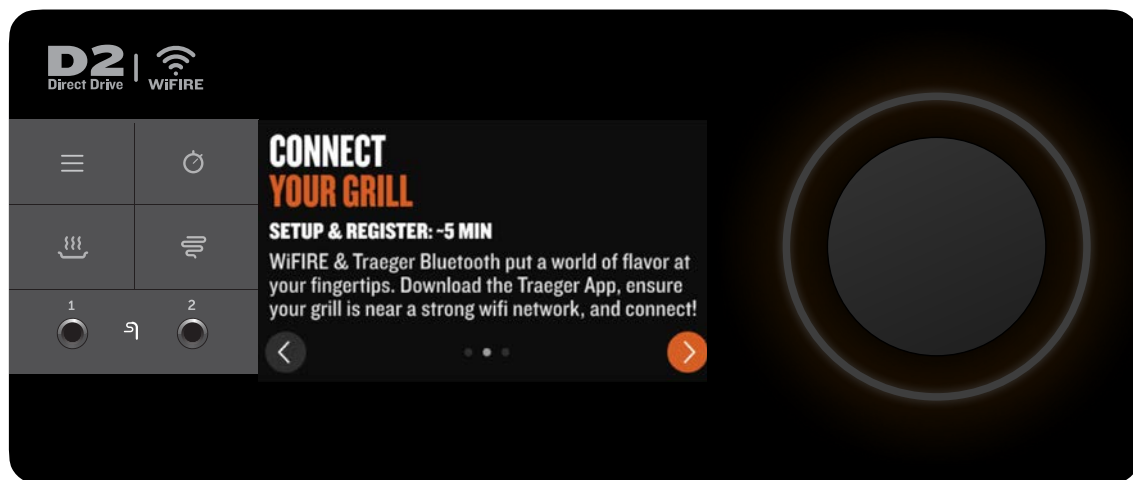 D2
Direct Drive
WiFIRE
1
2
CONNECT
YOUR GRILL
SETUP & REGISTER: ~5 MIN
WiFIRE & Traeger Bluetooth put a world of flavor at
your fingertips. Download the Traeger App, ensure
your grill is near a strong wifi network, and connect!